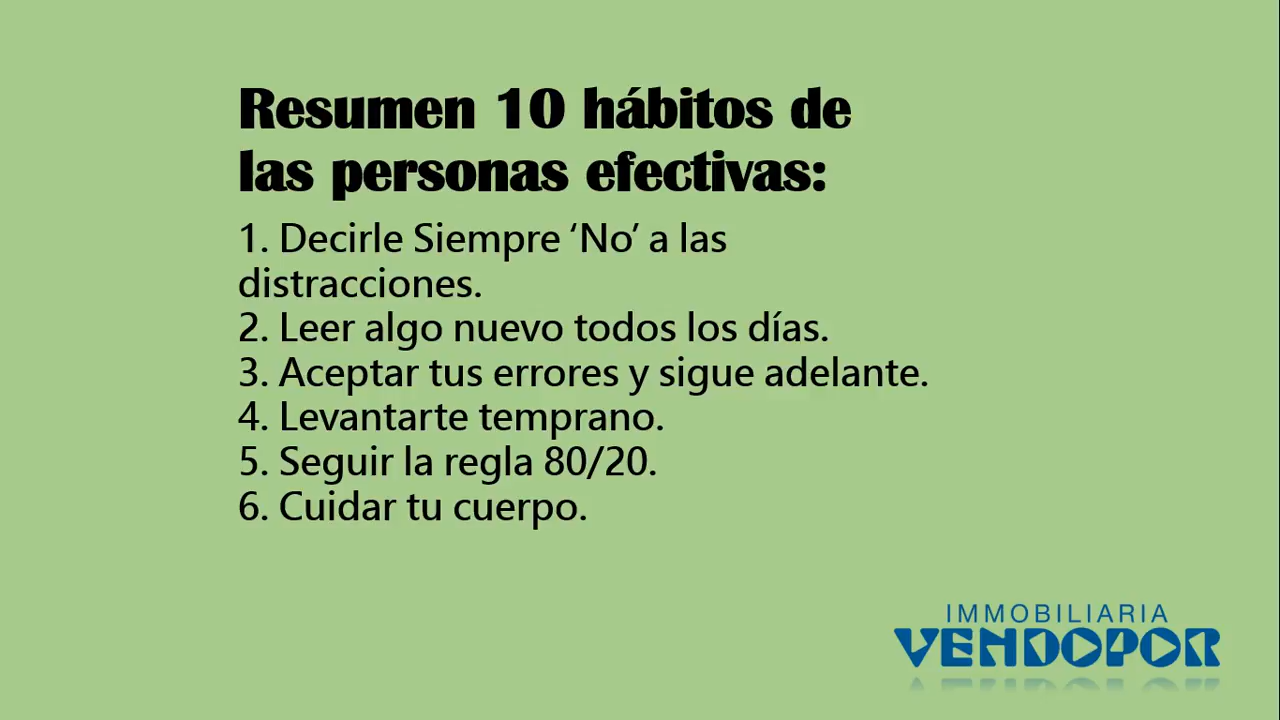 Resumen 10 hábitos de
las personas efectivas:
1. Decirle Siempre ‘No’ a las
distracciones.
2. Leer algo nuevo todos los días.
3. Aceptar tus errores y sigue adelante.
4. Levantarte temprano.
5. Seguir la regla 80/20.
6. Cuidar tu cuerpo.
IMMOBILIARIA
VENDOPOR